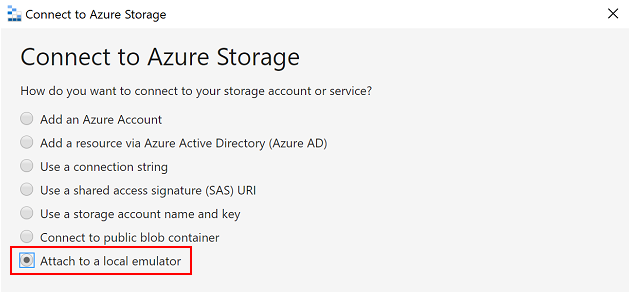 Connect to Azure Storage
Connect to Azure Storage
How do you want to connect to your storage account or service?
Add an Azure Account
Add a resource via Azure Active Directory (Azure AD)
Use a connection string
Use a shared access signature (SAS) URI
Use a storage account name and key
Connect to public blob container
Attach to a local emulator